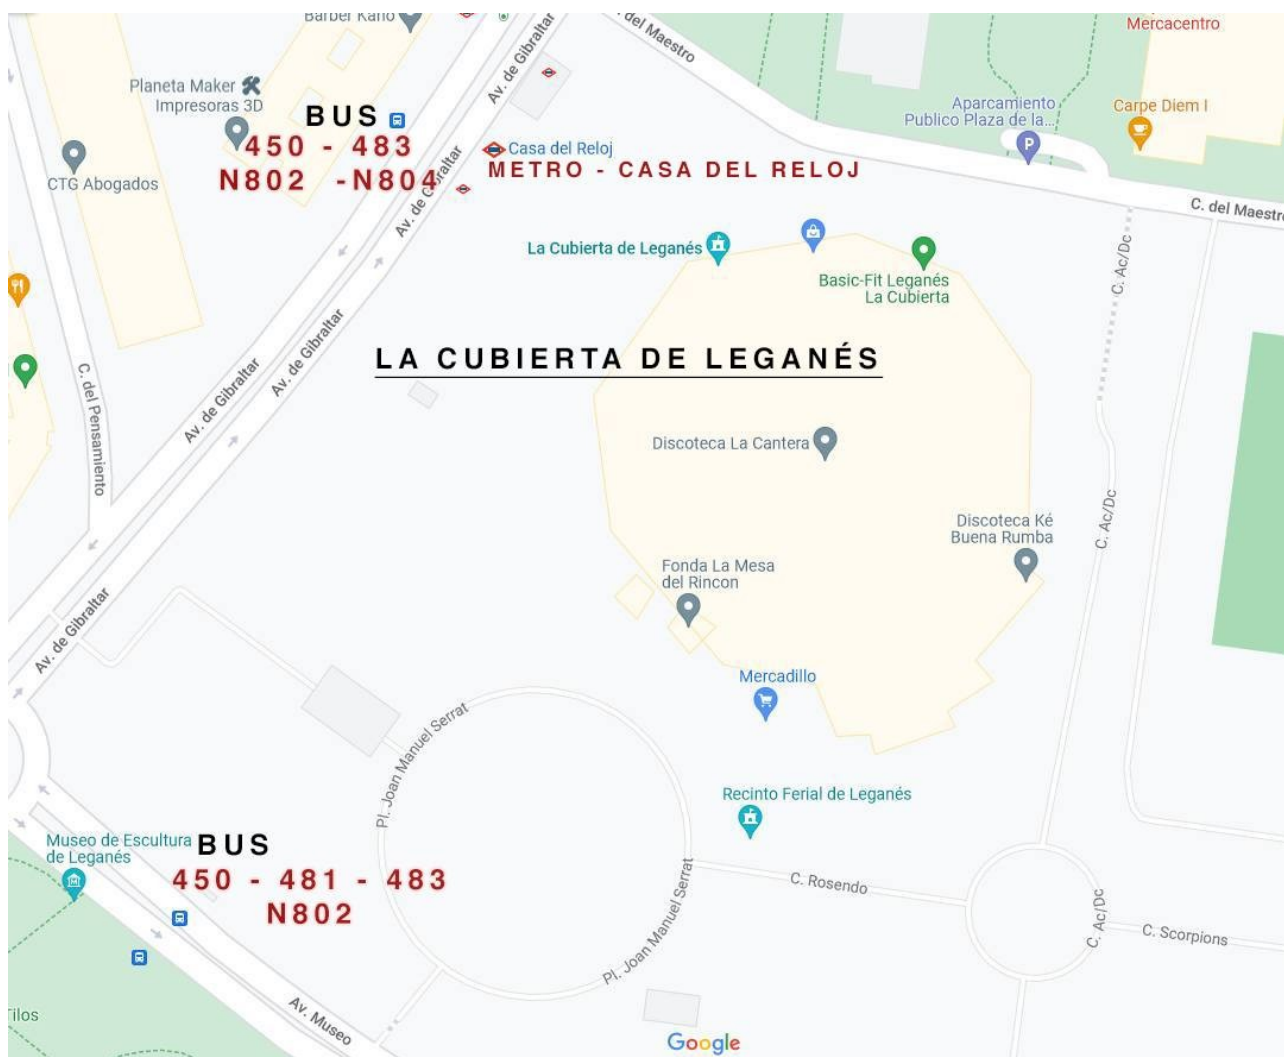 Barber Kano
Av. de Gibraltar
C. del Maestro
Mercacentro
Planeta Maker
Impresoras 3D
BUS
450 - 483
N802 -N804
Av. de Gibraltar
Casa del Reloj
METRO - CASA DEL RELOJ
Aparcamiento
Publico Plaza de la...
P
Carpe Diem I
CTG Abogados
C. del Maestro
La Cubierta de Leganés
Basic-Fit Leganés
La Cubierta
C. Ac/Dc
LA CUBIERTA DE LEGANÉS
Av. de Gibraltar
Av. de Gibraltar
C. del Pensamiento
Discoteca La Cantera
C. Ac/Dc
Discoteca Ké
Buena Rumba
Fonda La Mesa
del Rincon
Av. de Gibraltar
Mercadillo
Pl. Joan Manuel Serrat
Recinto Ferial de Leganés
Museo de Escultura
de Leganés
BUS
450 - 481 - 483
N802
C. Rosendo
C. Ac/Dc
C. Scorpions
Pl. Joan Manuel Serrat
Av. Museo
Tilos
Google